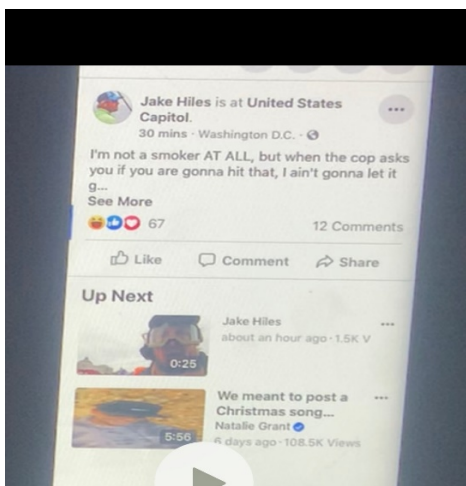 Jake Hiles is at United States
Capitol.
30 mins · Washington D.C. ·
I'm not a smoker AT ALL, but when the cop asks
you if you are gonna hit that, I ain't gonna let it
g...
See More
67
12 Comments
Like
Comment
Share
Up Next
Jake Hiles
about an hour ago · 1.5K V
0:25
We meant to post a
Christmas song...
Natalie Grant
6 days ago · 108.5K Views
5:56